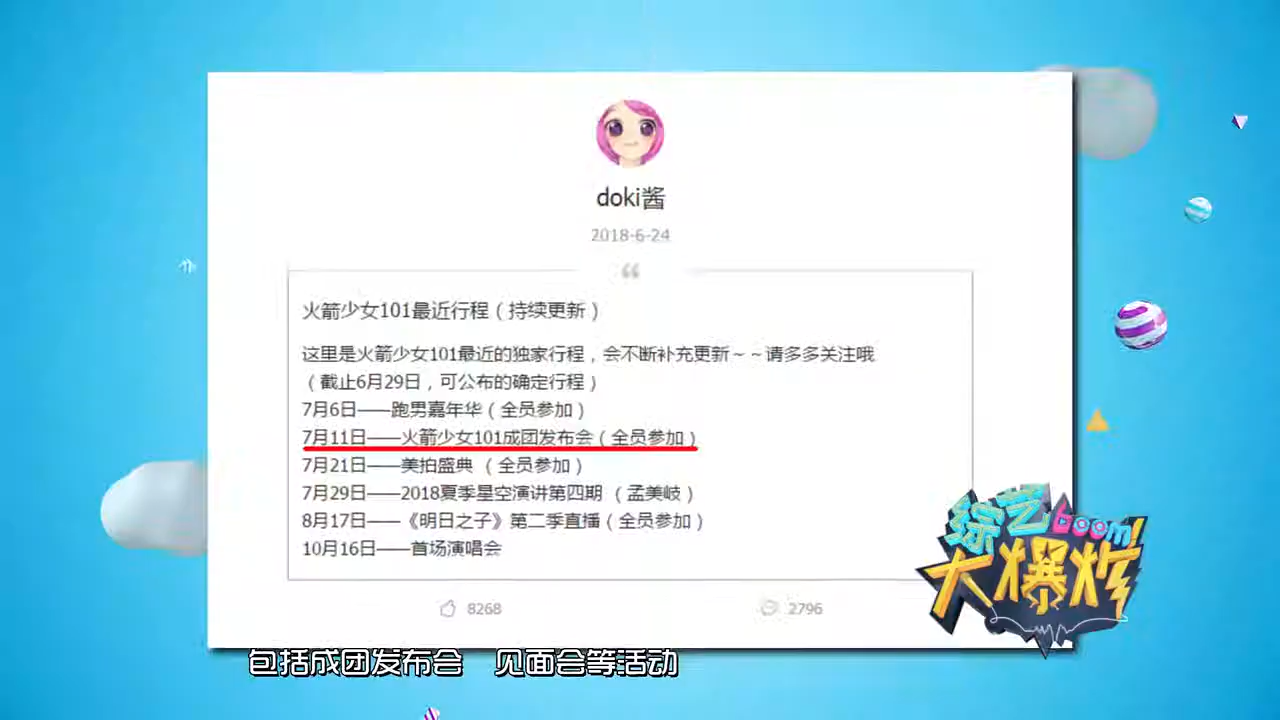 doki酱
2018-6-24
“
火箭少女101最近行程（持续更新）
这里是火箭少女101最近的独家行程，会不断补充更新~~请多多关注哦
（截止6月29日，可公布的确定行程）
7月6日——跑男嘉年华（全员参加）
7月11日——火箭少女101成团发布会（全员参加）
7月21日——美拍盛典 （全员参加）
7月29日——2018夏季星空演讲第四期 （孟美岐）
8月17日——《明日之子》第二季直播（全员参加）
10月16日——首场演唱会
综艺boom!
大爆炸
8268 2796
包括成团发布会 见面会等活动